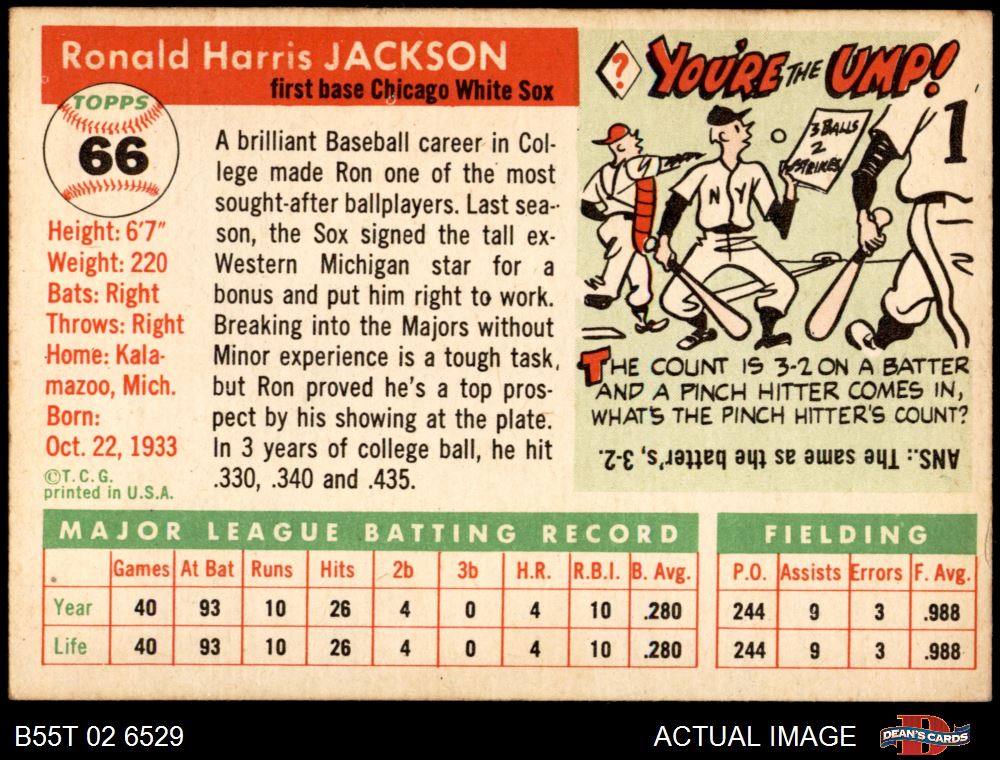 Ronald Harris JACKSON
first base Chicago White Sox
TOPPS
66
Height: 6'7"
Weight: 220
Bats: Right
Throws: Right
Home: Kala-
mazoo, Mich.
Born:
Oct. 22, 1933
©T.C.G.
printed in U.S.A.
A brilliant Baseball career in Col-
lege made Ron one of the most
sought-after ballplayers. Last sea-
son, the Sox signed the tall ex-
Western Michigan star for a
bonus and put him right to work.
Breaking into the Majors without
Minor experience is a tough task,
but Ron proved he's a top pros-
pect by his showing at the plate.
In 3 years of college ball, he hit
.330, .340 and .435.
? YOU'RE THE UMP!
3 BALLS
2
STRIKES
NY
1
THE COUNT IS 3-2 ON A BATTER
AND A PINCH HITTER COMES IN,
WHAT'S THE PINCH HITTER'S COUNT?
ANS.: The same as the batter's, 3-2.
MAJOR LEAGUE BATTING RECORD
Games At Bat Runs Hits 2b 3b H.R. R.B.I. B. Avg.
Year 40 93 10 26 4 0 4 10 .280
Life 40 93 10 26 4 0 4 10 .280
FIELDING
P.O. Assists Errors F. Avg.
244 9 3 .988
244 9 3 .988
B55T 02 6529
ACTUAL IMAGE
D
DEAN'S CARDS